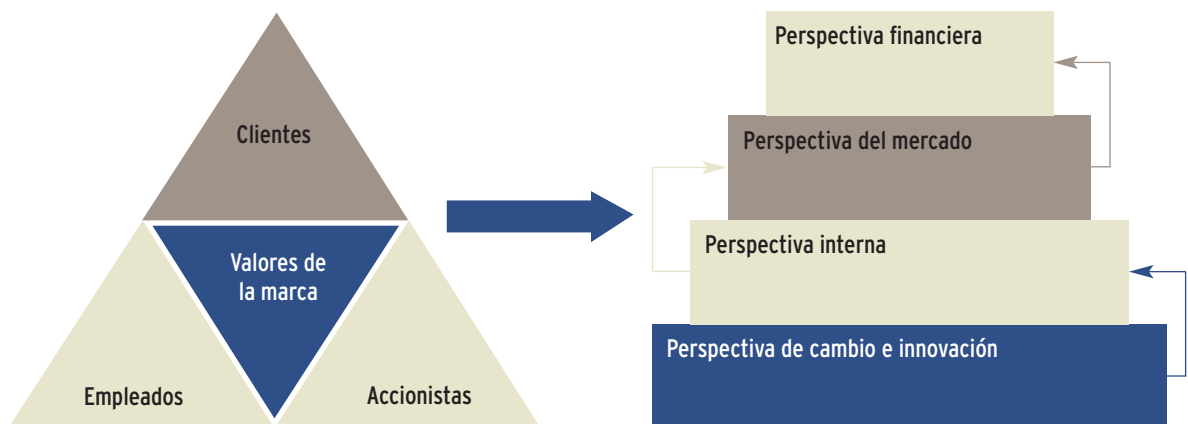 Clientes
Valores de
la marca
Empleados
Accionistas
Perspectiva financiera
Perspectiva del mercado
Perspectiva interna
Perspectiva de cambio e innovación